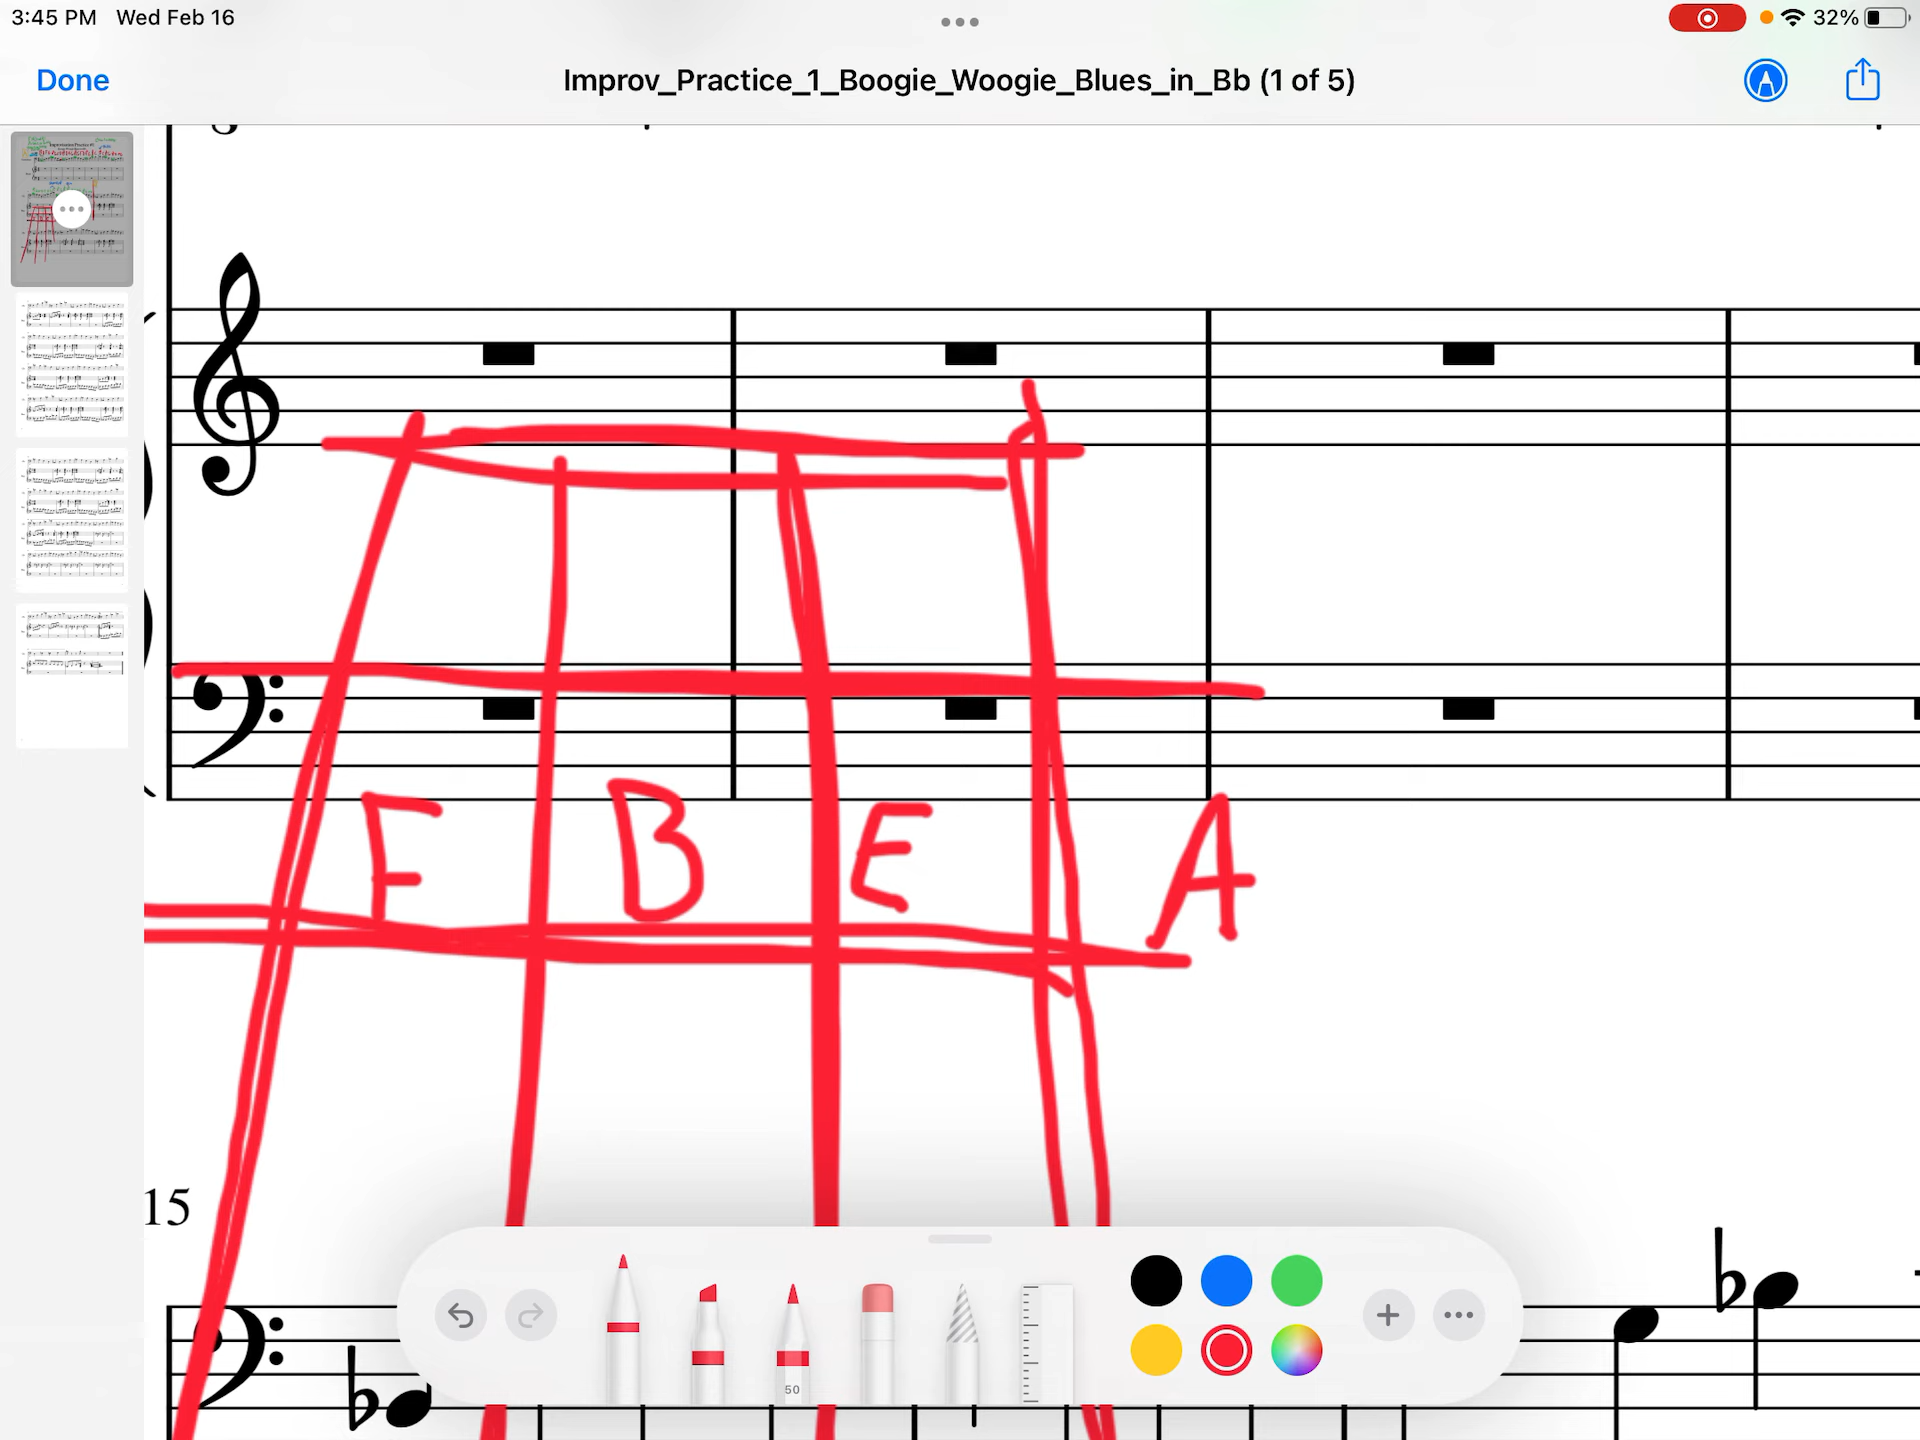 3:45 PM Wed Feb 16
32%
Done
Improv_Practice_1_Boogie_Woogie_Blues_in_Bb (1 of 5)
F B E A
15
50